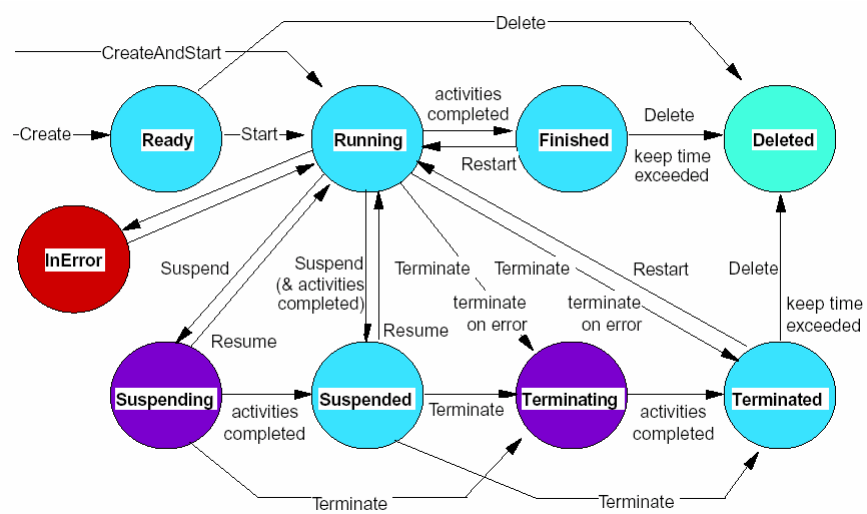 Delete
CreateAndStart
activities
completed
Create
Ready
Start
Running
Finished
Delete
Deleted
Restart
keep time
exceeded
InError
Suspend
Suspend
(& activities
completed)
Terminate
Terminate
Restart
Delete
terminate
on error
terminate
on error
keep time
exceeded
Resume
Resume
Suspending
activities
completed
Suspended
Terminate
Terminating
activities
completed
Terminated
Terminate
Terminate